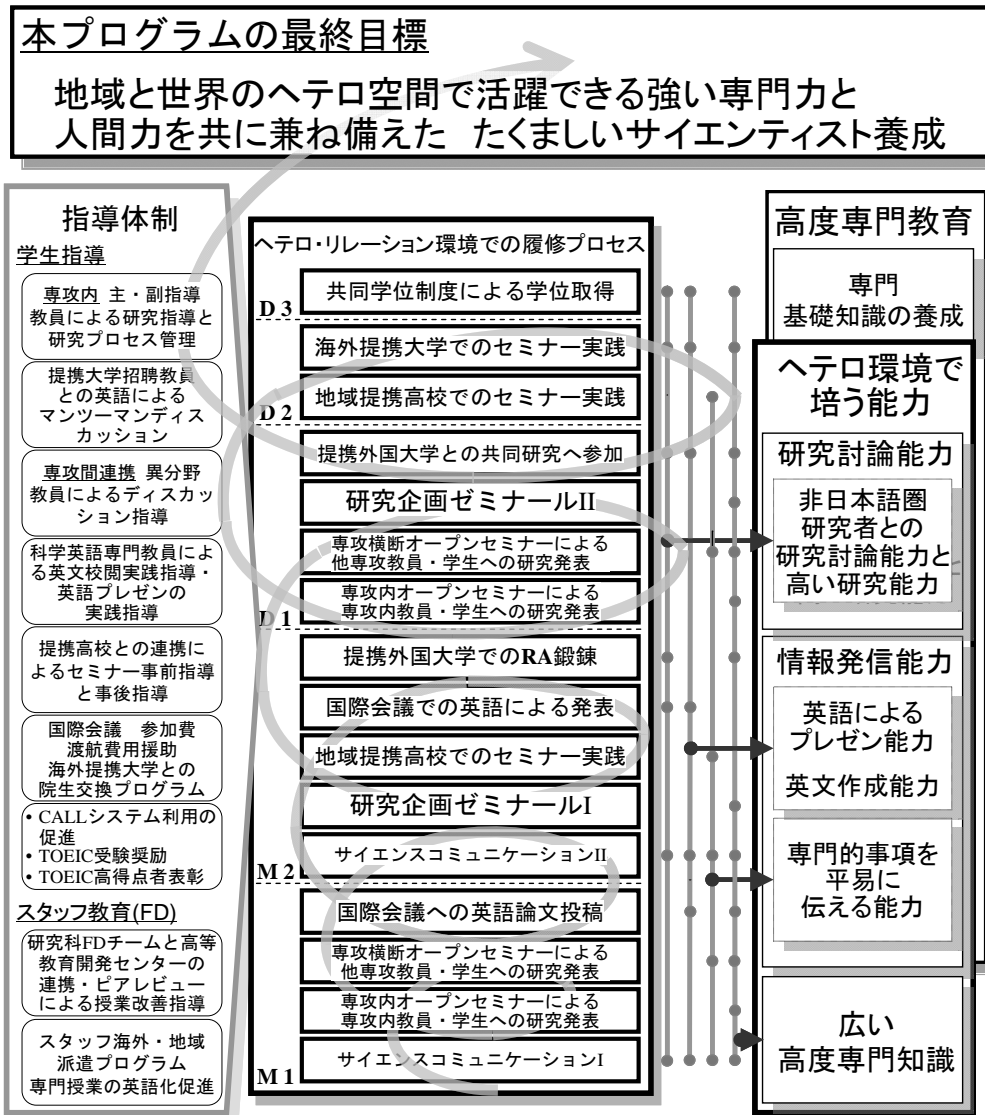 本プログラムの最終目標
地域と世界のヘテロ空間で活躍できる強い専門力と
人間力を共に兼ね備えた たくましいサイエンティスト養成
指導体制
学生指導
専攻内 主・副指導
教員による研究指導と
研究プロセス管理
提携大学招聘教員
との英語による
マンツーマンディス
カッション
専攻間連携 異分野
教員によるディスカッ
ション指導
科学英語専門教員によ
る英文校閲実践指導・
英語プレゼンの
実践指導
提携高校との連携に
よるセミナー事前指導
と事後指導
国際会議 参加費
渡航費用援助
海外提携大学との
院生交換プログラム
• CALLシステム利用の
促進
• TOEIC受験奨励
• TOEIC高得点者表彰
スタッフ教育(FD)
研究科FDチームと高等
教育開発センターの
連携・ピアレビュー
による授業改善指導
スタッフ海外・地域
派遣プログラム
専門授業の英語化促進
ヘテロ・リレーション環境での履修プロセス
共同学位制度による学位取得
D 3
海外提携大学でのセミナー実践
地域提携高校でのセミナー実践
D 2
提携外国大学との共同研究へ参加
研究企画ゼミナールII
専攻横断オープンセミナーによる
他専攻教員・学生への研究発表
専攻内オープンセミナーによる
専攻内教員・学生への研究発表
D 1
提携外国大学でのRA鍛錬
国際会議での英語による発表
地域提携高校でのセミナー実践
研究企画ゼミナールI
サイエンスコミュニケーションII
M 2
国際会議への英語論文投稿
専攻横断オープンセミナーによる
他専攻教員・学生への研究発表
専攻内オープンセミナーによる
専攻内教員・学生への研究発表
サイエンスコミュニケーションI
M 1
高度専門教育
専門
基礎知識の養成
ヘテロ環境で
培う能力
研究討論能力
非日本語圏
研究者との
研究討論能力と
高い研究能力
情報発信能力
英語による
プレゼン能力
英文作成能力
専門的事項を
平易に
伝える能力
広い
高度専門知識